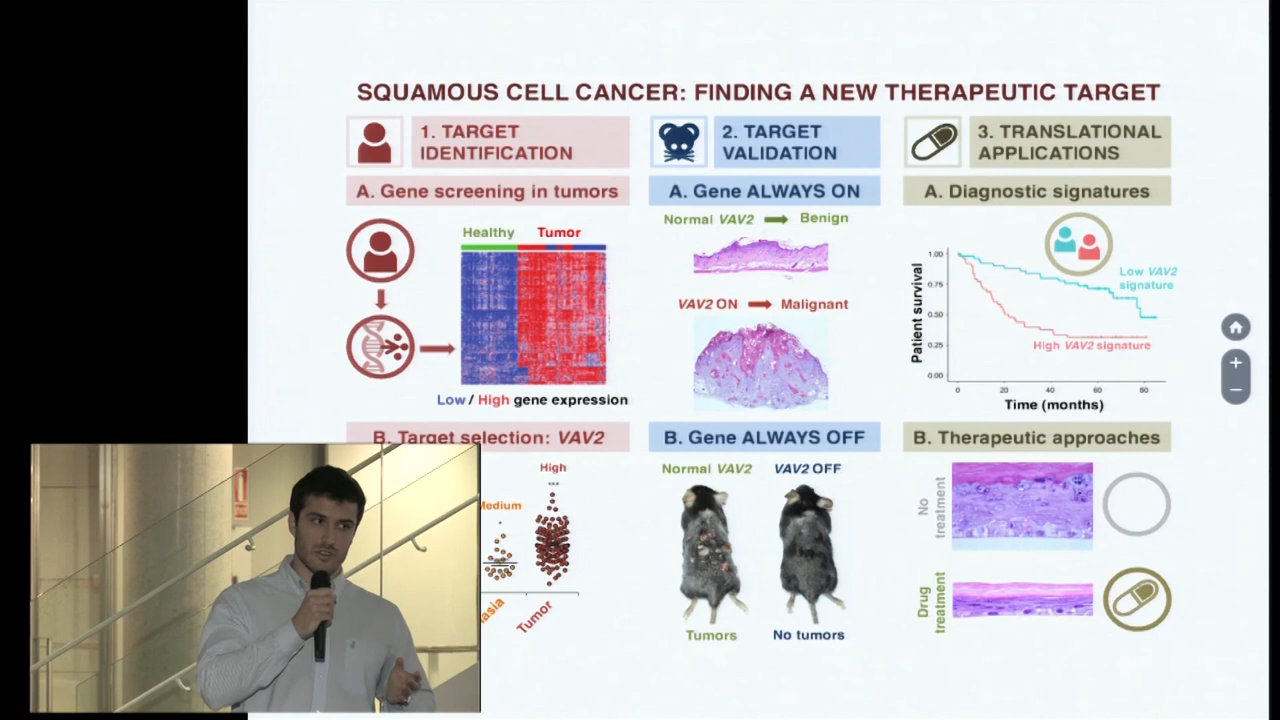 SQUAMOUS CELL CANCER: FINDING A NEW THERAPEUTIC TARGET
1. TARGET
IDENTIFICATION
A. Gene screening in tumors
Healthy
Tumor
Low / High gene expression
B. Target selection: VAV2
High
***
Medium
Tumor
2. TARGET
VALIDATION
A. Gene ALWAYS ON
Normal VAV2
Benign
VAV2 ON
Malignant
B. Gene ALWAYS OFF
Normal VAV2
VAV2 OFF
Tumors
No tumors
3. TRANSLATIONAL
APPLICATIONS
A. Diagnostic signatures
Patient survival
1.00
0.75
0.50
0.25
0.00
Low VAV2
signature
High VAV2 signature
0
20
40
60
80
Time (months)
B. Therapeutic approaches
No
treatment
Drug
treatment
+
−